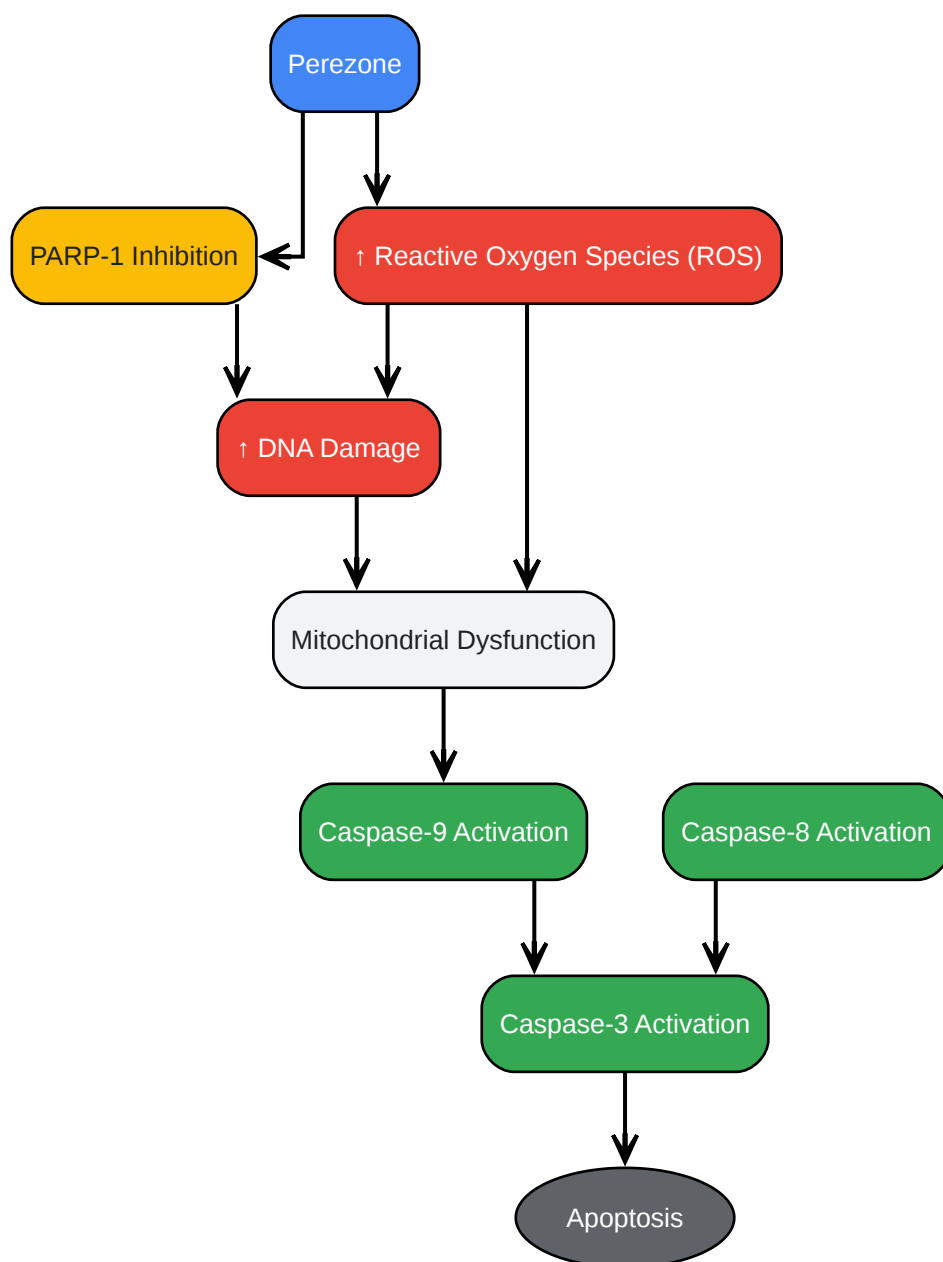 Perezone
PARP-1 Inhibition
↑ Reactive Oxygen Species (ROS)
↑ DNA Damage
Mitochondrial Dysfunction
Caspase-9 Activation
Caspase-8 Activation
Caspase-3 Activation
Apoptosis